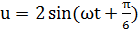 u = 2 sin(ωt + π/6)